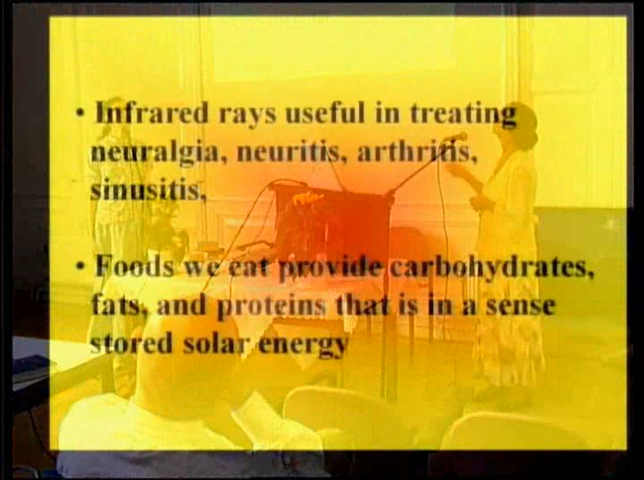 • Infrared rays useful in treating
neuralgia, neuritis, arthritis,
sinusitis,
• Foods we eat provide carbohydrates,
fats, and proteins that is in a sense
stored solar energy